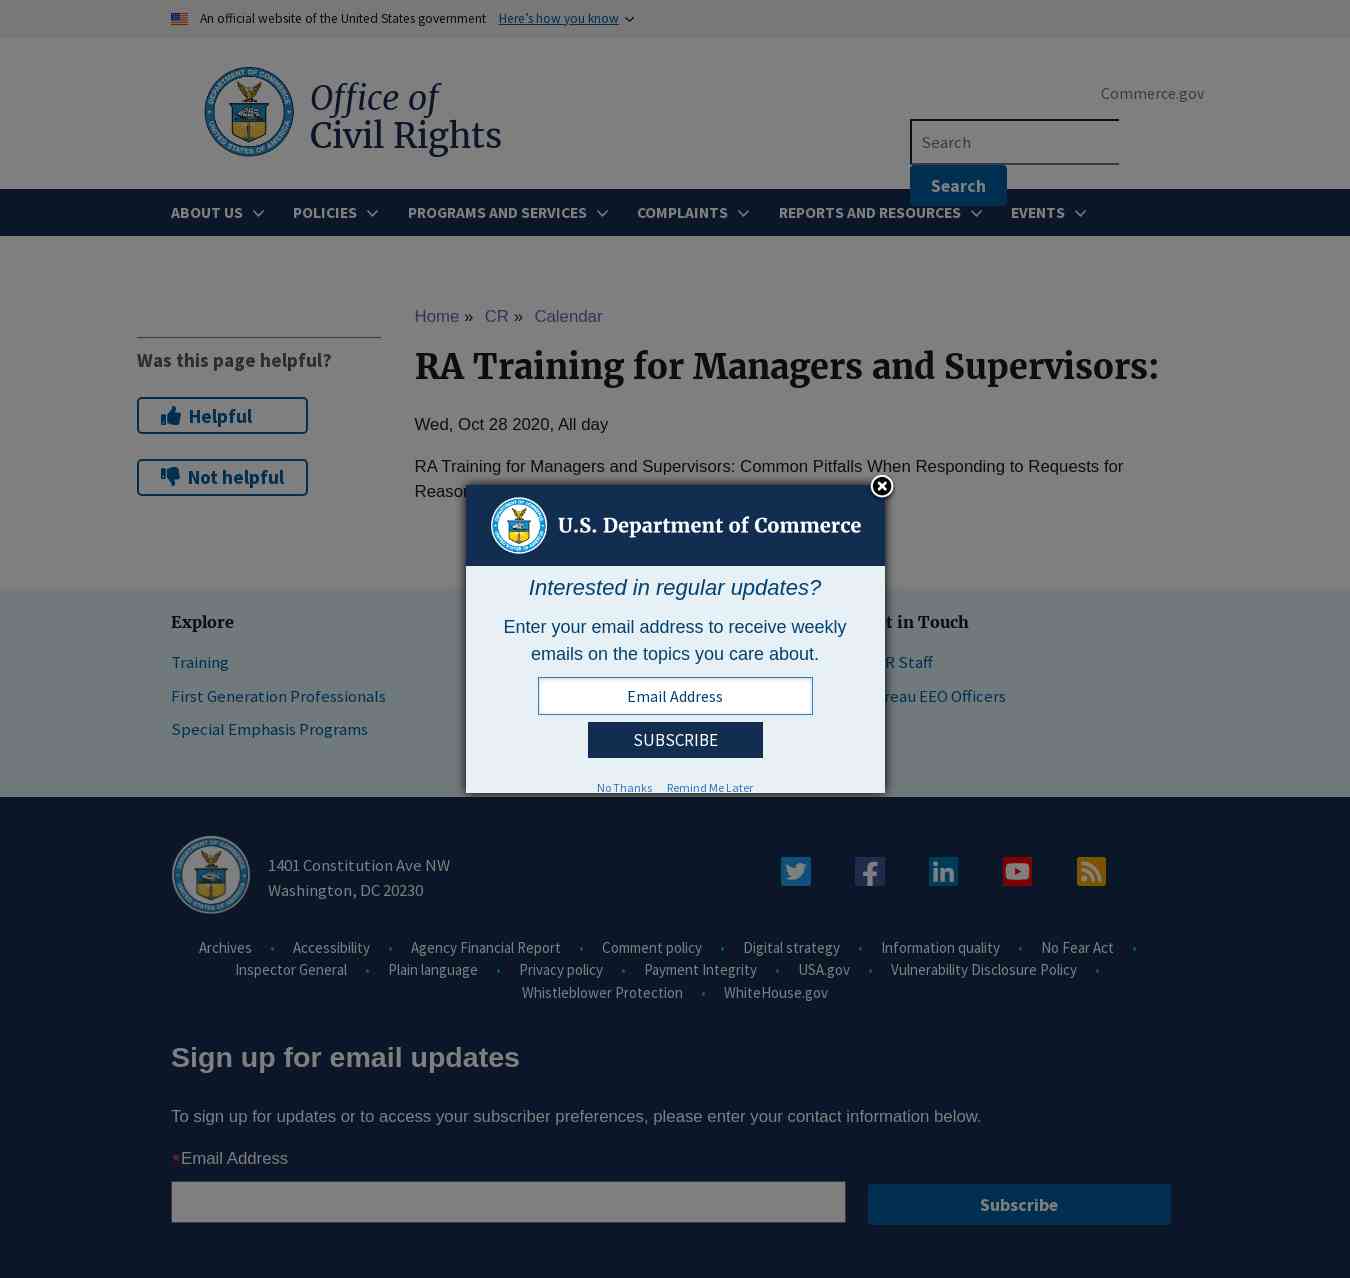 An official website of the United States government Here's how you know
Office of
Civil Rights
Commerce.gov
Search
Search
ABOUT US POLICIES PROGRAMS AND SERVICES COMPLAINTS REPORTS AND RESOURCES EVENTS
Home » CR » Calendar
Was this page helpful?
Helpful
Not helpful
RA Training for Managers and Supervisors:
Wed, Oct 28 2020, All day
RA Training for Managers and Supervisors: Common Pitfalls When Responding to Requests for
U.S. Department of Commerce
Interested in regular updates?
Enter your email address to receive weekly
emails on the topics you care about.
Email Address
SUBSCRIBE
No Thanks Remind Me Later
Explore
Training
First Generation Professionals
Special Emphasis Programs
in Touch
Staff
EEO Officers
1401 Constitution Ave NW
Washington, DC 20230
Archives • Accessibility • Agency Financial Report • Comment policy • Digital strategy • Information quality • No Fear Act •
Inspector General • Plain language • Privacy policy • Payment Integrity • USA.gov • Vulnerability Disclosure Policy •
Whistleblower Protection • WhiteHouse.gov
Sign up for email updates
To sign up for updates or to access your subscriber preferences, please enter your contact information below.
*Email Address
Subscribe